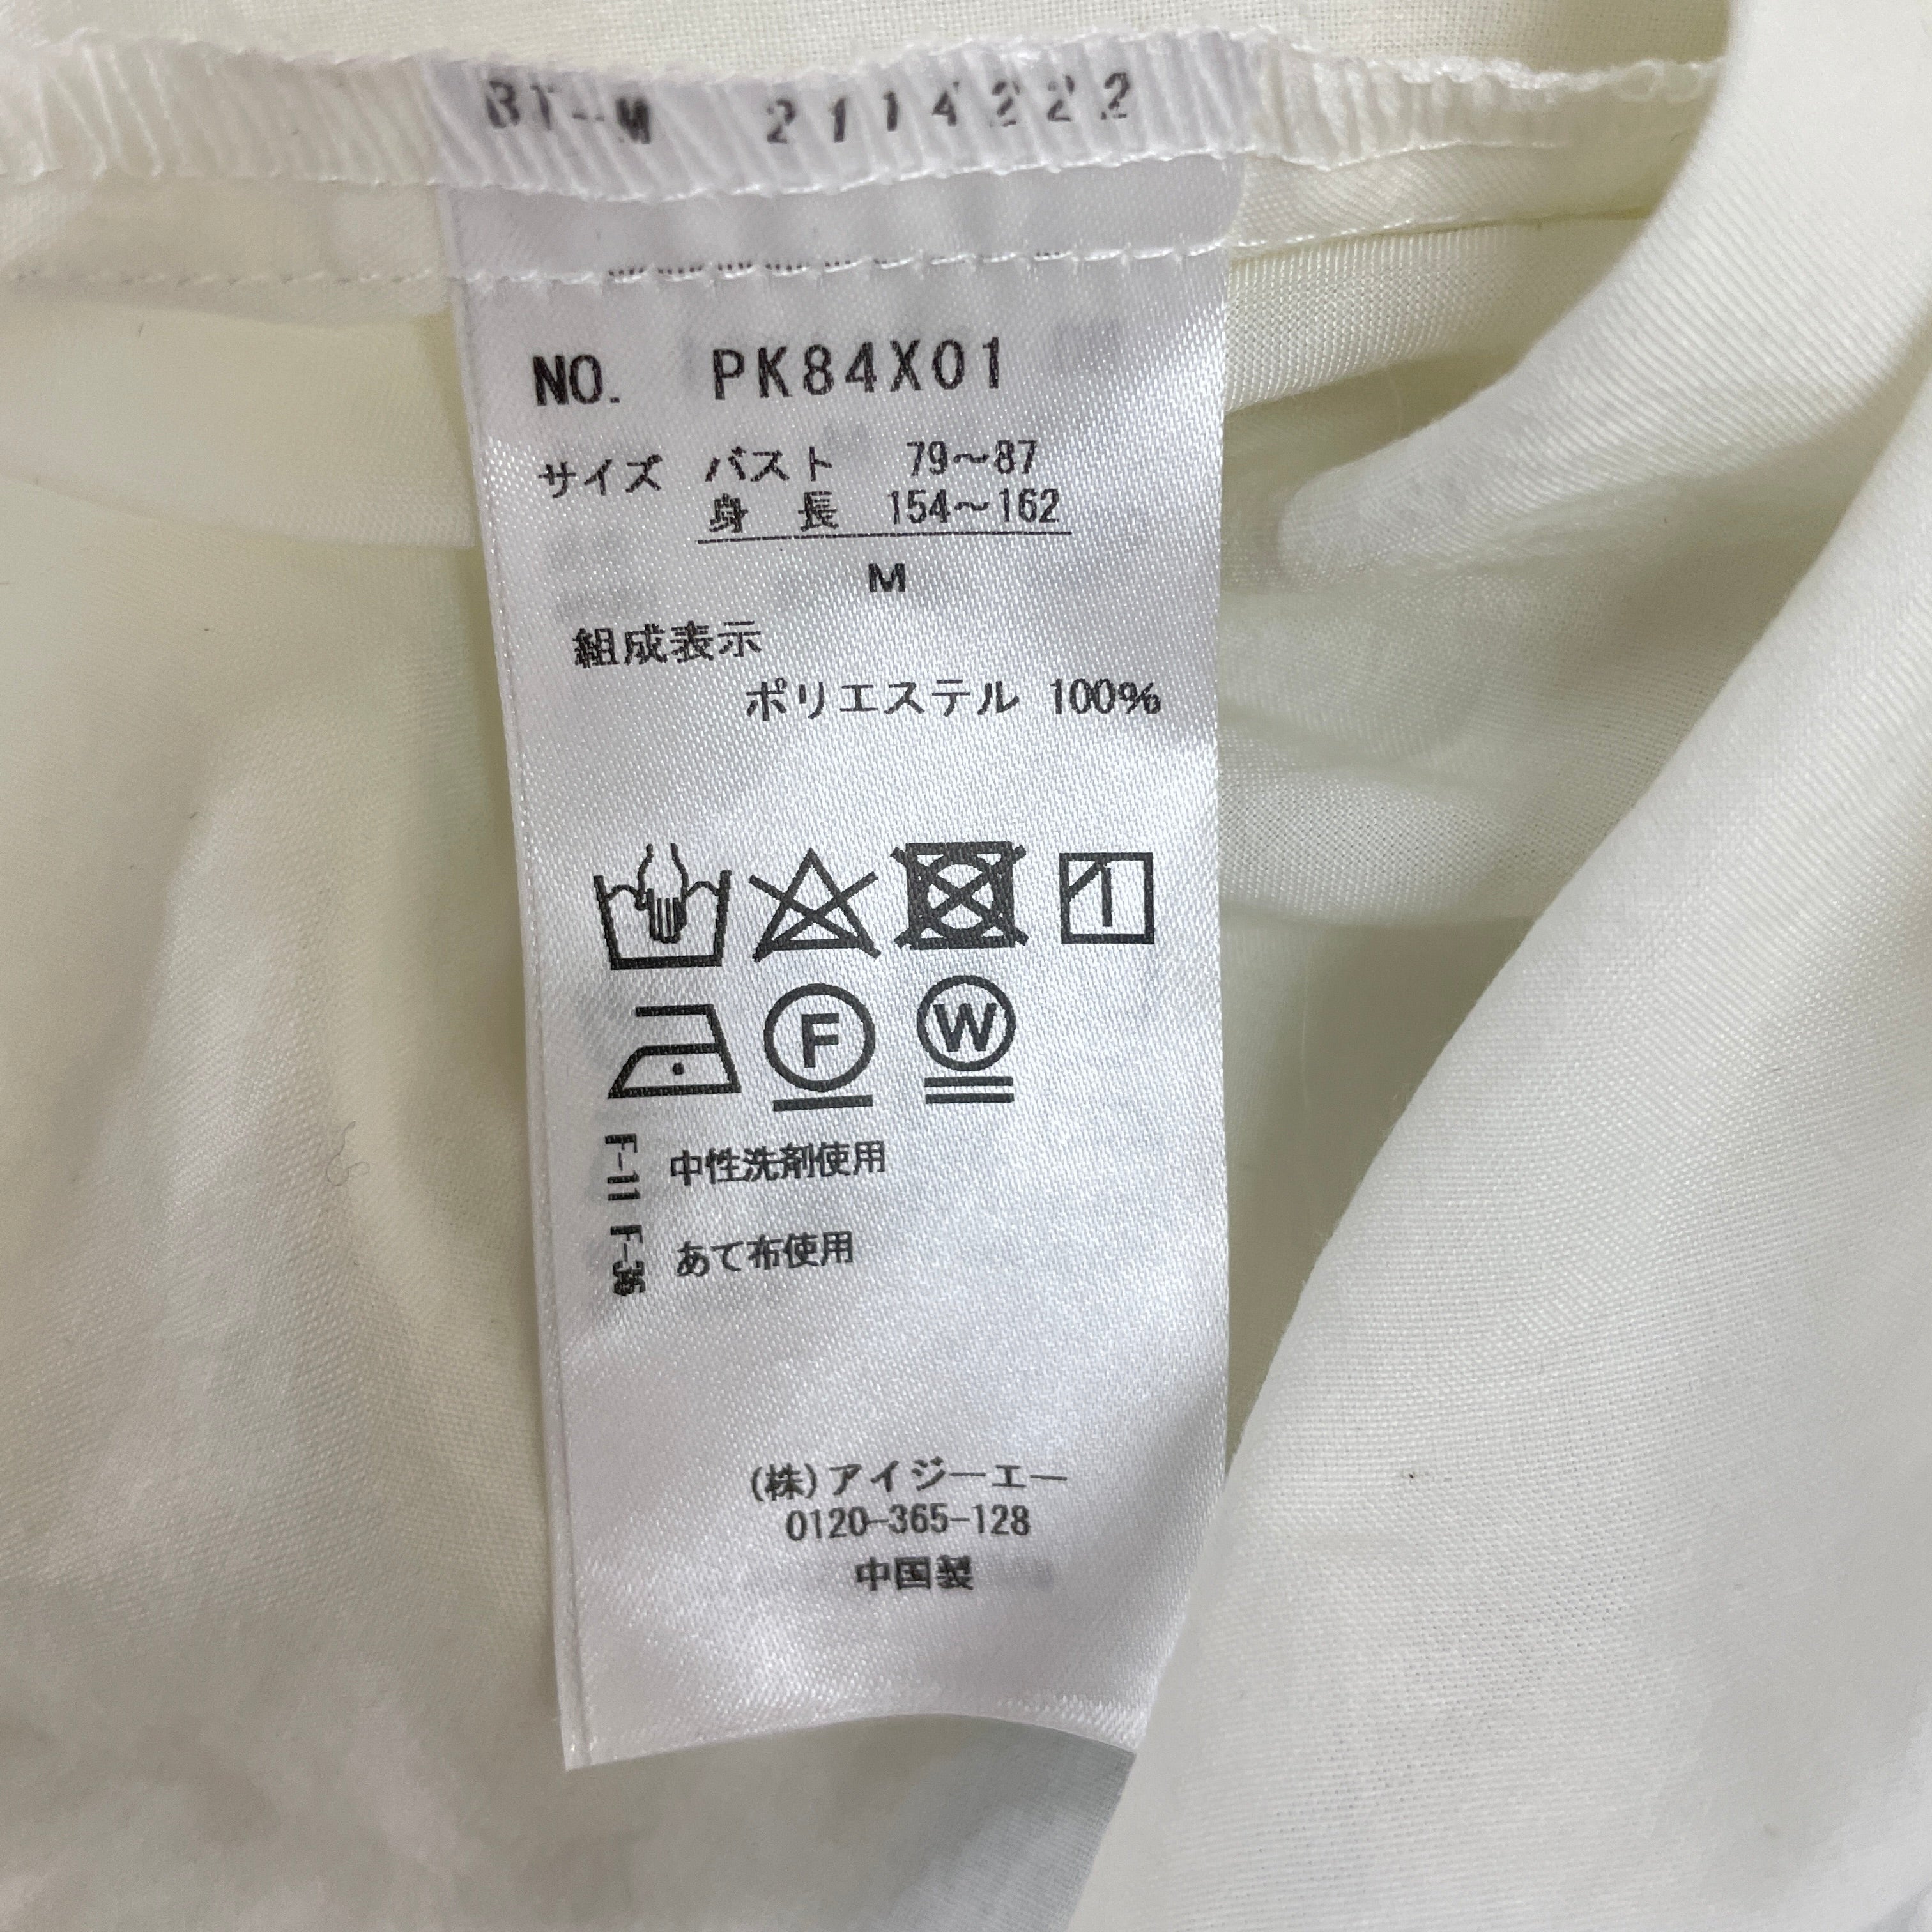 BT-M 2114222
NO. PK84X01
サイズ バスト 79〜87
身 長 154〜162
M
組成表示
ポリエステル 100%
F
W
F-11 中性洗剤使用
F-36 あて布使用
(株)アイジーエー
0120-365-128
中国製